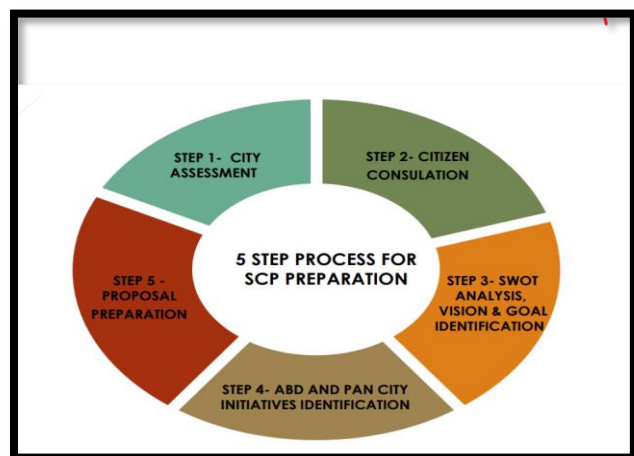 STEP 1- CITY
ASSESSMENT
STEP 2- CITIZEN
CONSULATION
5 STEP PROCESS FOR
SCP PREPARATION
STEP 3- SWOT
ANALYSIS,
VISION & GOAL
IDENTIFICATION
STEP 4- ABD AND PAN CITY
INITIATIVES IDENTIFICATION
STEP 5 -
PROPOSAL
PREPARATION